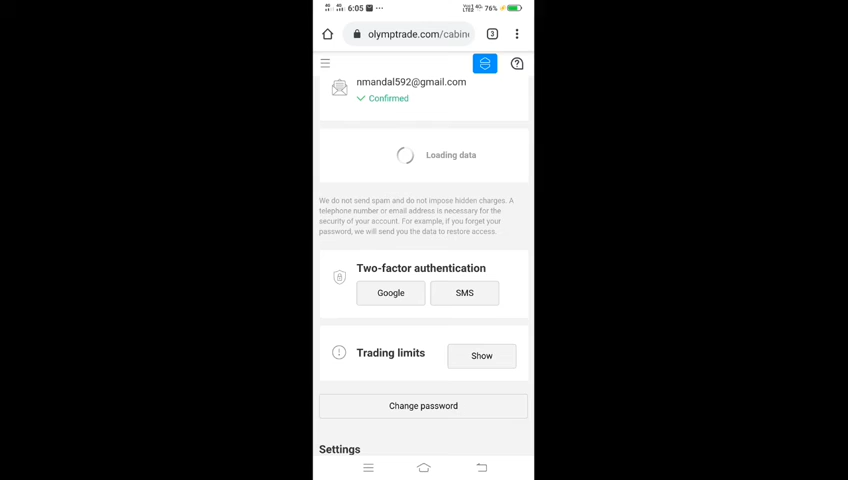 6:05
76%
olymptrade.com/cabin
3
nmandal592@gmail.com
Confirmed
Loading data
We do not send spam and do not impose hidden charges. A
telephone number or email address is necessary for the
security of your account. For example, if you forget your
password, we will send you the data to restore access.
Two-factor authentication
Google
SMS
Trading limits
Show
Change password
Settings